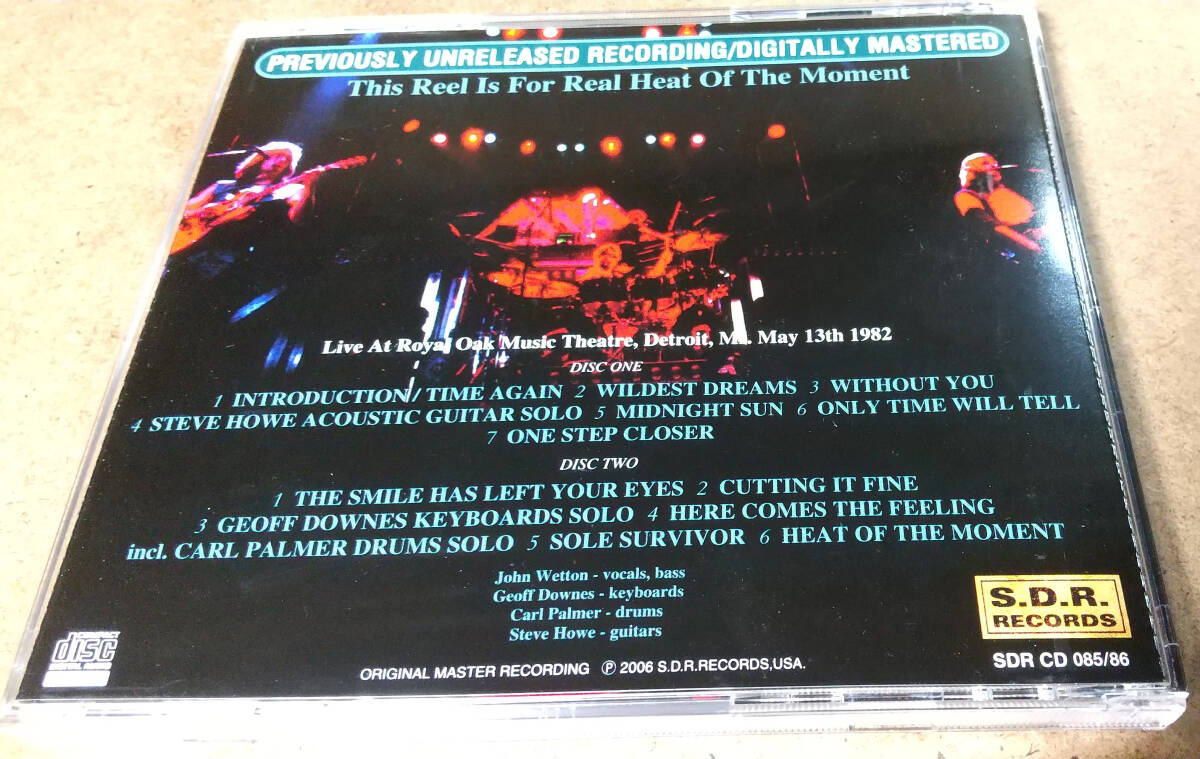 PREVIOUSLY UNRELEASED RECORDING/DIGITALLY MASTERED
This Reel Is For Real Heat Of The Moment
Live At Royal Oak Music Theatre, Detroit, May 13th 1982
DISC ONE
1 INTRODUCTION/ TIME AGAIN 2 WILDEST DREAMS 3 WITHOUT YOU
4 STEVE HOWE ACOUSTIC GUITAR SOLO 5 MIDNIGHT SUN 6 ONLY TIME WILL TELL
7 ONE STEP CLOSER
DISC TWO
1 THE SMILE HAS LEFT YOUR EYES 2 CUTTING IT FINE
3 GEOFF DOWNES KEYBOARDS SOLO 4 HERE COMES THE FEELING
incl. CARL PALMER DRUMS SOLO 5 SOLE SURVIVOR 6 HEAT OF THE MOMENT
John Wetton - vocals, bass
Geoff Downes - keyboards
Carl Palmer - drums
Steve Howe - guitars
S.D.R.
RECORDS
COMPACT
disc
ORIGINAL MASTER RECORDING ℗ 2006 S.D.R.RECORDS,USA.
SDR CD 085/86